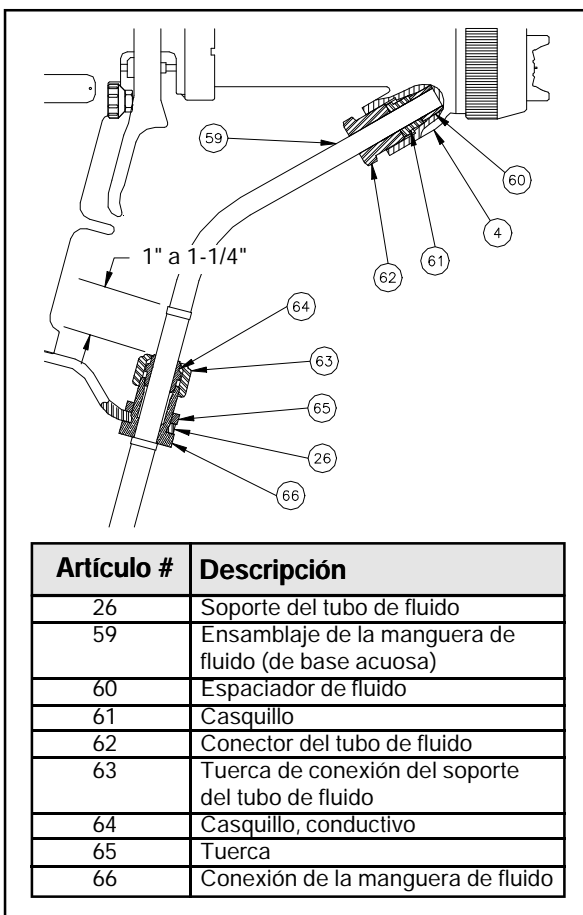 59
60
4
61
62
1" a 1-1/4"
64
63
65
26
66
Artículo # Descripción
26 Soporte del tubo de fluido
59 Ensamblaje de la manguera de
fluido (de base acuosa)
60 Espaciador de fluido
61 Casquillo
62 Conector del tubo de fluido
63 Tuerca de conexión del soporte
del tubo de fluido
64 Casquillo, conductivo
65 Tuerca
66 Conexión de la manguera de fluido